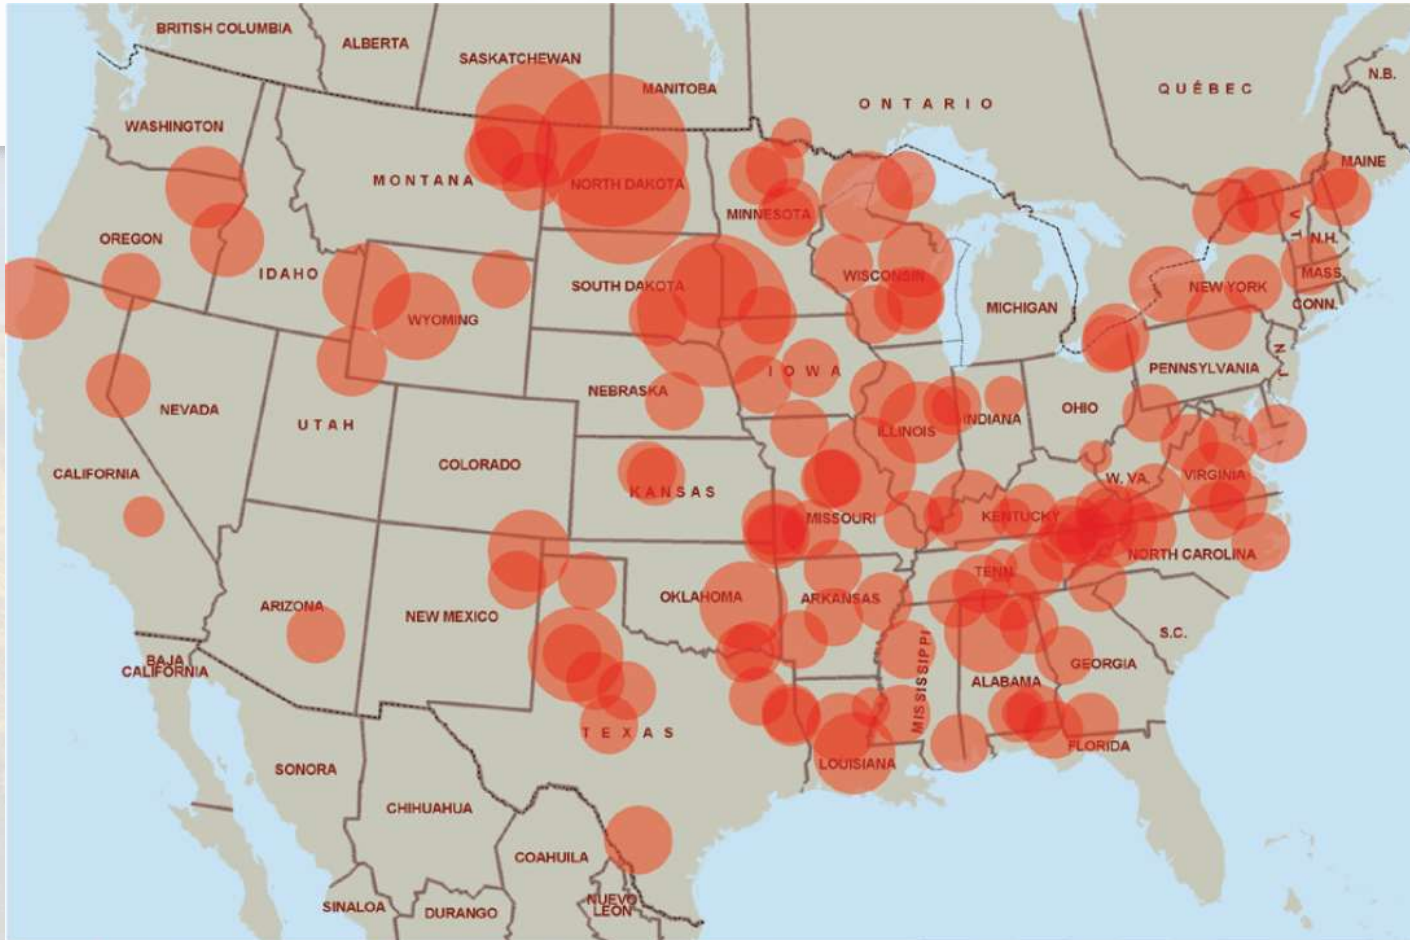 BRITISH COLUMBIA
ALBERTA
SASKATCHEWAN
MANITOBA
ONTARIO
QUÉBEC
N.B.
WASHINGTON
MONTANA
NORTH DAKOTA
MINNESOTA
MAINE
OREGON
IDAHO
SOUTH DAKOTA
WISCONSIN
MICHIGAN
VT.
N.H.
MASS
NEW YORK
CONN.
WYOMING
IOWA
PENNSYLVANIA
N.J.
NEVADA
UTAH
NEBRASKA
ILLINOIS
INDIANA
OHIO
CALIFORNIA
COLORADO
KANSAS
MISSOURI
KENTUCKY
W. VA.
VIRGINIA
ARIZONA
NEW MEXICO
OKLAHOMA
ARKANSAS
TENN.
NORTH CAROLINA
S.C.
BAJA
CALIFORNIA
TEXAS
MISSISSIPPI
ALABAMA
GEORGIA
LOUISIANA
FLORIDA
SONORA
CHIHUAHUA
COAHUILA
SINALOA
DURANGO
NUEVO
LEON